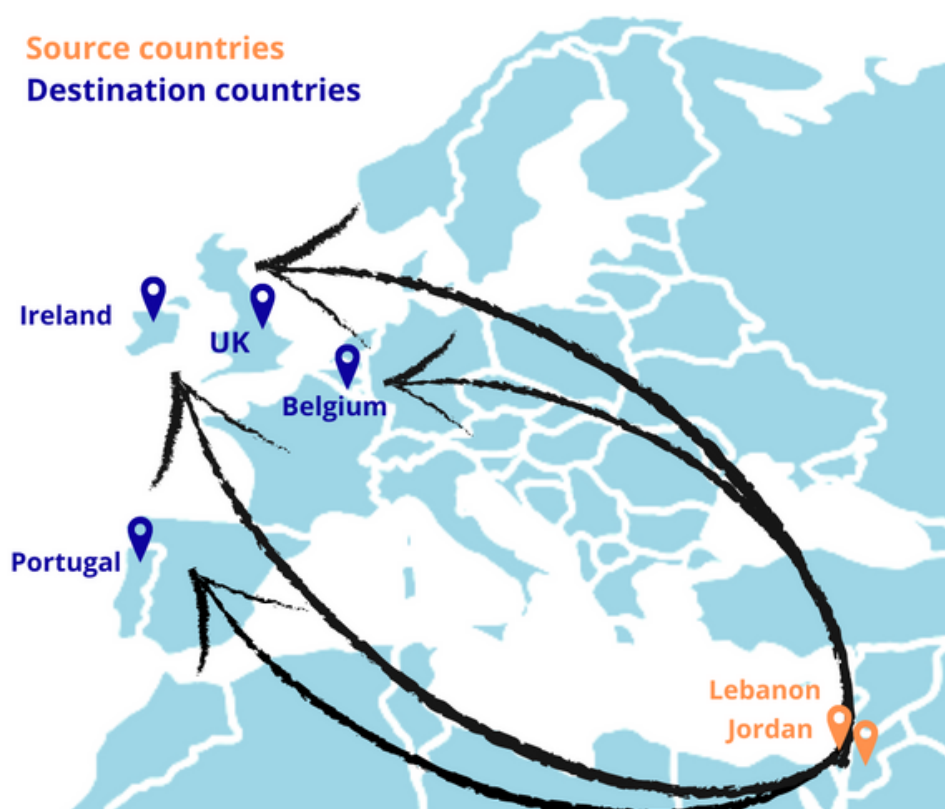 Source countries
Destination countries
Ireland
UK
Belgium
Portugal
Lebanon
Jordan